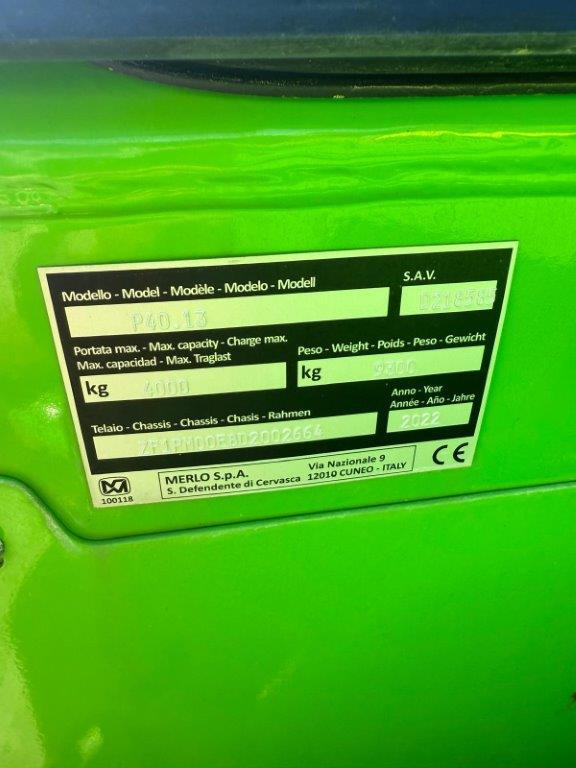 Modello - Model - Modèle - Modelo - Modell
S.A.V.
P40.13
D218585
Portata max. - Max. capacity - Charge max.
Max. capacidad - Max. Traglast
Peso - Weight - Poids - Peso - Gewicht
kg 4000
kg 9300
Telaio - Chassis - Chassis - Chasis - Rahmen
Anno - Year
Année - Año - Jahre
2022
100118
MERLO S.p.A.
S. Defendente di Cervasca
Via Nazionale 9
12010 CUNEO - ITALY
CE